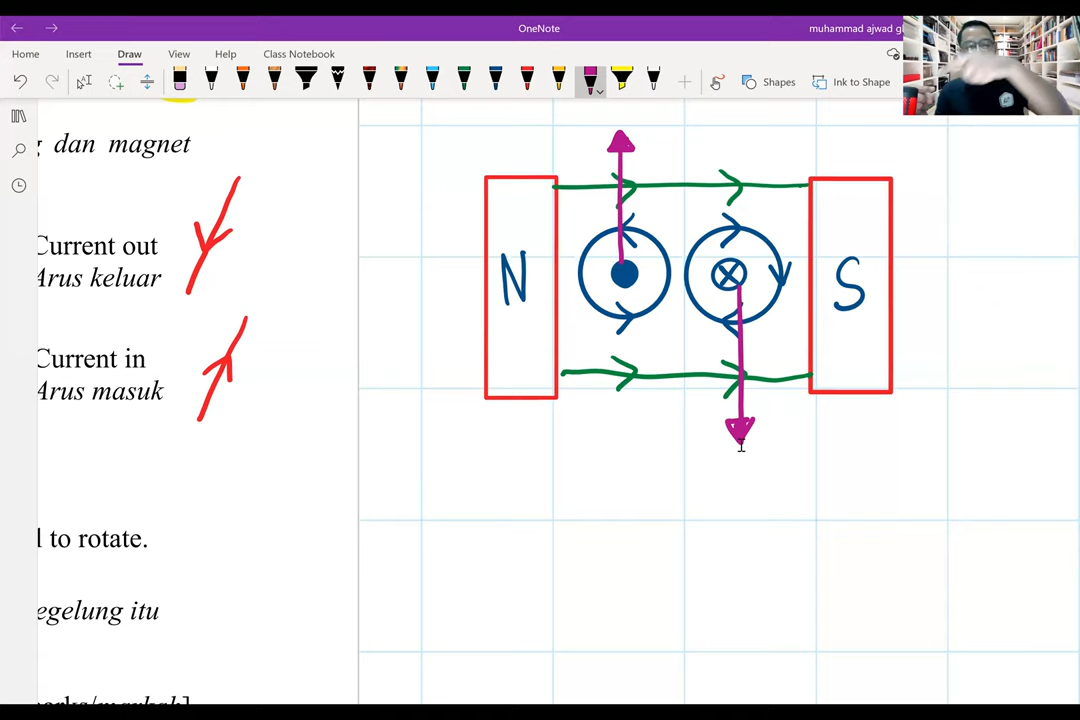 OneNote
muhammad ajwad g
Home Insert Draw View Help Class Notebook
Shapes Ink to Shape
dan magnet
Current out
Arus keluar
Current in
Arus masuk
to rotate.
egelung itu
N
S